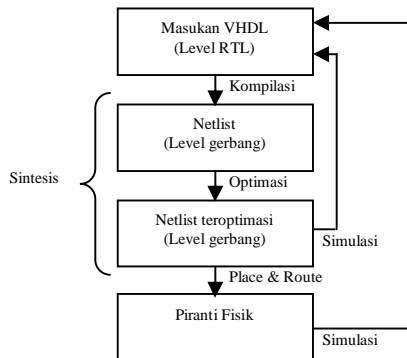 Masukan VHDL
(Level RTL)
Kompilasi
Netlist
(Level gerbang)
Sintesis
Optimasi
Netlist teroptimasi
(Level gerbang)
Simulasi
Place & Route
Piranti Fisik
Simulasi